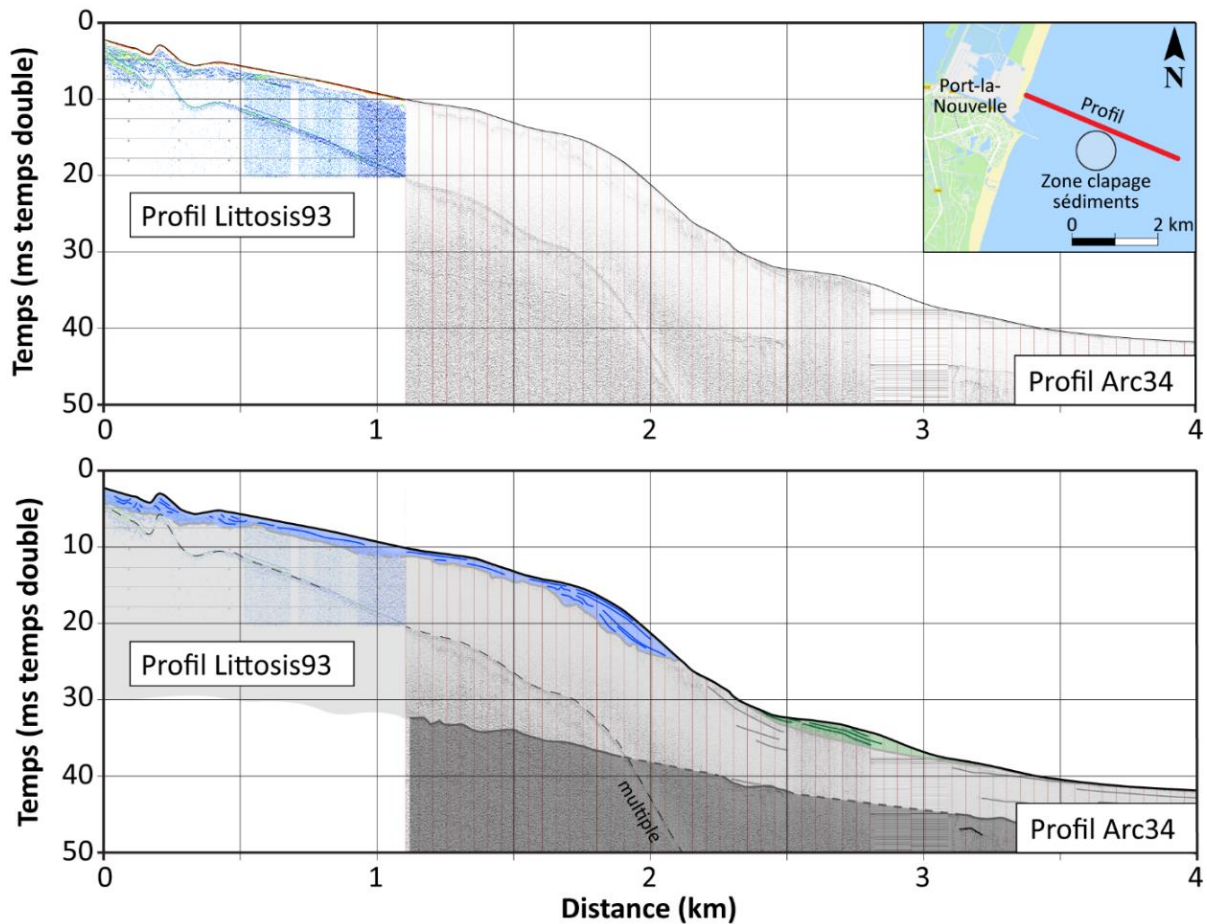 Temps (ms temps double)
0
10
20
30
40
50
Profil Littosis93
Profil Arc34
0
1
2
3
4
Port-la-
Nouvelle
N
Profil
Zone clapage
sédiments
0
2 km
Temps (ms temps double)
0
10
20
30
40
50
Profil Littosis93
multiple
Profil Arc34
0
1
2
3
4
Distance (km)